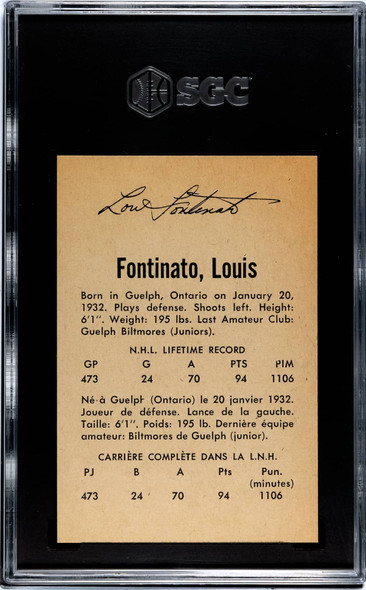 SGC
Lou Fontinato
Fontinato, Louis
Born in Guelph, Ontario on January 20,
1932. Plays defense. Shoots left. Height:
6'1". Weight: 195 lbs. Last Amateur Club:
Guelph Biltmores (Juniors).
N.H.L. LIFETIME RECORD
GP G A PTS PIM
473 24 70 94 1106
Né à Guelph (Ontario) le 20 janvier 1932.
Joueur de défense. Lance de la gauche.
Taille: 6'1". Poids: 195 lb. Dernière équipe
amateur: Biltmores de Guelph (junior).
CARRIÈRE COMPLÈTE DANS LA L.N.H.
PJ B A Pts Pun.
(minutes)
473 24 70 94 1106